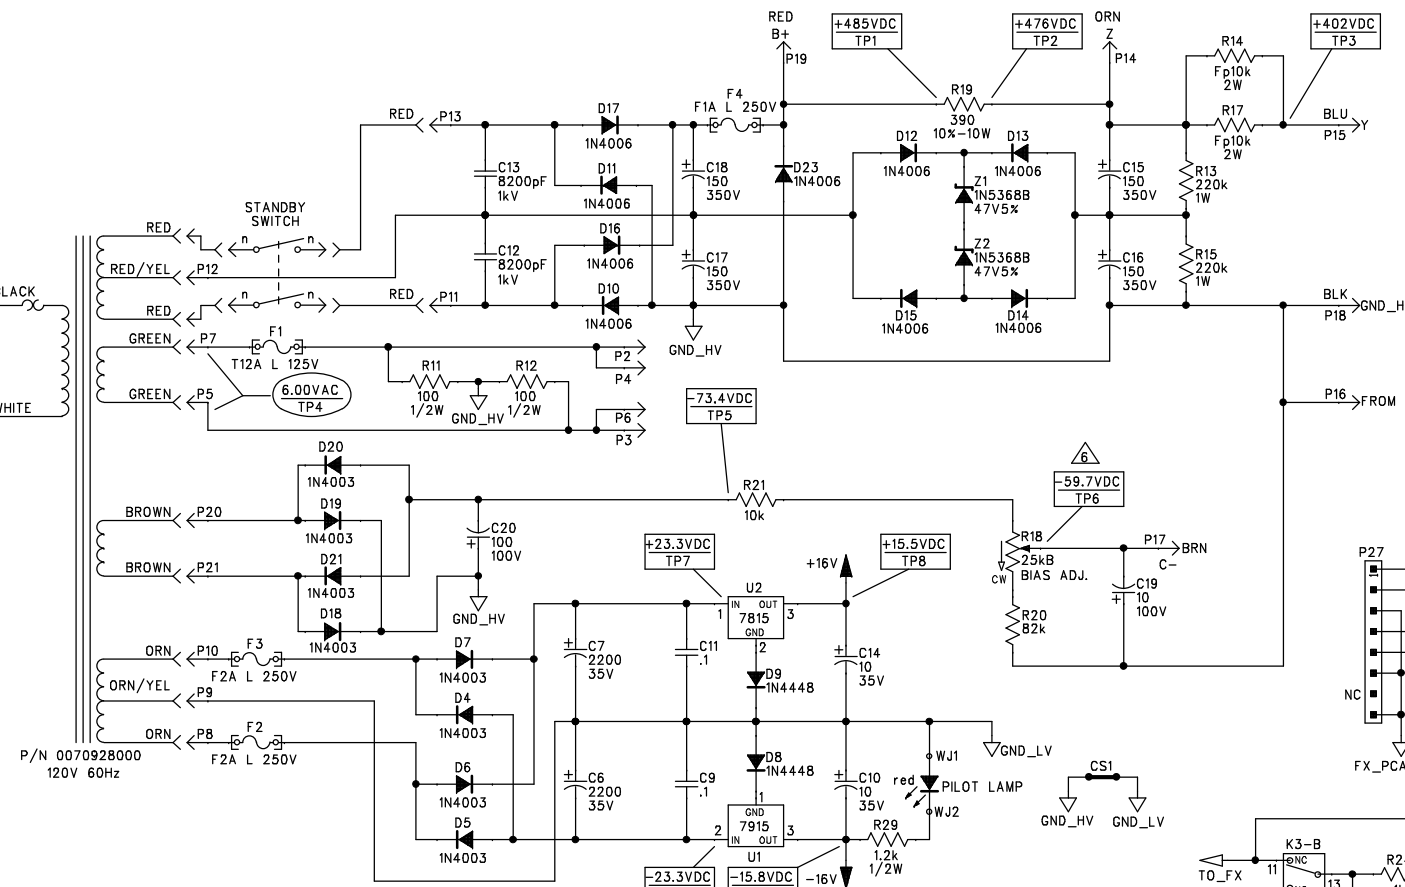 RED
B+
P19
+485VDC
TP1
+476VDC
TP2
ORN
Z
P14
R14
Fp10k
2W
+402VDC
TP3
R19
390
10%-10W
F4
F1A L 250V
RED
P13
D17
1N4006
R17
Fp10k
2W
BLU
P15
Y
C13
8200pF
1kV
D11
1N4006
C18
150
350V
D23
1N4006
D12
1N4006
D13
1N4006
Z1
1N5368B
47V5%
C15
150
350V
R13
220k
1W
STANDBY
SWITCH
RED
n
n
RED/YEL
P12
C12
8200pF
1kV
D16
1N4006
C17
150
350V
Z2
1N5368B
47V5%
C16
150
350V
R15
220k
1W
RED
n
n
RED
P11
D10
1N4006
D15
1N4006
D14
1N4006
BLK
P18
GND_H
LACK
HITE
GREEN
P7
F1
T12A L 125V
P2
P4
GND_HV
GREEN
P5
6.00VAC
TP4
R11
100
1/2W
GND_HV
R12
100
1/2W
P6
P3
-73.4VDC
TP5
P16
FROM
D20
1N4003
BROWN
P20
D19
1N4003
C20
100
100V
R21
10k
6
-59.7VDC
TP6
BROWN
P21
D21
1N4003
D18
1N4003
GND_HV
R18
25kB
BIAS ADJ.
CW
P17
BRN
C-
C19
10
100V
R20
82k
P27
1
NC
FX_PCA
+23.3VDC
TP7
+16V
+15.5VDC
TP8
U2
IN
OUT
7815
GND
1
3
2
ORN
P10
F3
F2A L 250V
D7
1N4003
C7
2200
35V
C11
.1
D9
1N4448
C14
10
35V
ORN/YEL
P9
D4
1N4003
ORN
P8
F2
F2A L 250V
GND_LV
P/N 0070928000
120V 60Hz
D6
1N4003
C6
2200
35V
C9
.1
D8
1N4448
C10
10
35V
WJ1
red
PILOT LAMP
WJ2
CS1
GND_HV
GND_LV
D5
1N4003
1
GND
7915
IN
OUT
2
3
U1
R29
1.2k
1/2W
-23.3VDC
-15.8VDC
-16V
TO_FX
K3-B
11
NC
13